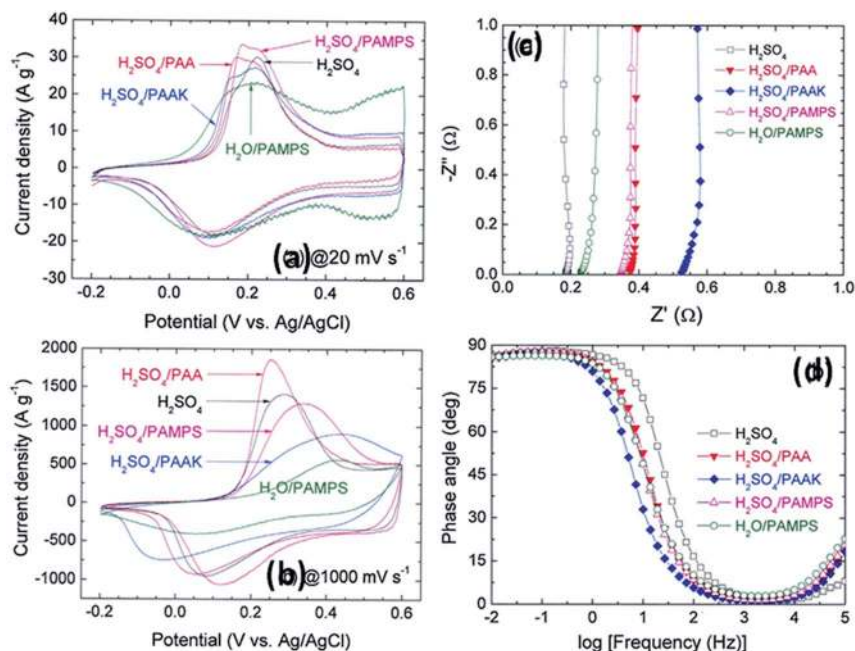 40
30
20
10
0
-10
-20
-30
Current density (A g⁻¹)
H₂SO₄/PAMPS
H₂SO₄/PAA
H₂SO₄
H₂SO₄/PAAK
H₂O/PAMPS
(a)@20 mV s⁻¹
-0.2 0.0 0.2 0.4 0.6
Potential (V vs. Ag/AgCl)
1.0
0.8
0.6
0.4
0.2
0.0
-Z'' (Ω)
(c)
H₂SO₄
H₂SO₄/PAA
H₂SO₄/PAAK
H₂SO₄/PAMPS
H₂O/PAMPS
0.0 0.2 0.4 0.6 0.8 1.0
Z' (Ω)
2000
1500
1000
500
0
-500
-1000
Current density (A g⁻¹)
H₂SO₄/PAA
H₂SO₄
H₂SO₄/PAMPS
H₂SO₄/PAAK
H₂O/PAMPS
(b)@1000 mV s⁻¹
-0.2 0.0 0.2 0.4 0.6
Potential (V vs. Ag/AgCl)
90
75
60
45
30
15
0
Phase angle (deg)
(d)
H₂SO₄
H₂SO₄/PAA
H₂SO₄/PAAK
H₂SO₄/PAMPS
H₂O/PAMPS
-2 -1 0 1 2 3 4 5
log [Frequency (Hz)]